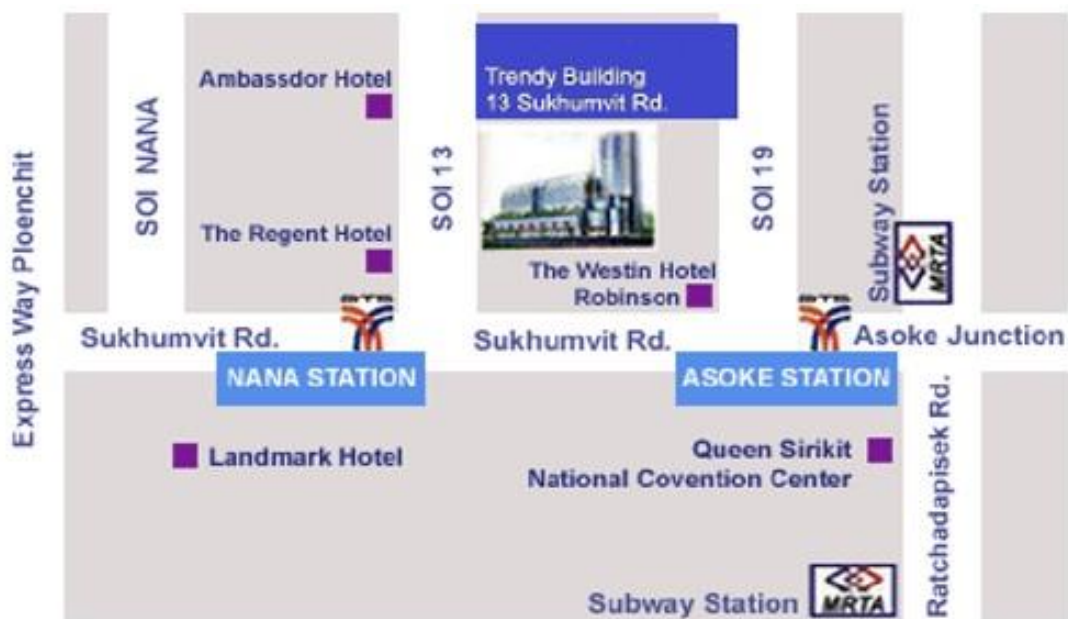 Express Way Ploenchit
SOI NANA
Ambassdor Hotel
The Regent Hotel
SOI 13
Trendy Building
13 Sukhumvit Rd.
The Westin Hotel
Robinson
SOI 19
Subway Station
MRTA
BTS
BTS
Sukhumvit Rd.
Sukhumvit Rd.
Asoke Junction
NANA STATION
ASOKE STATION
Landmark Hotel
Queen Sirikit
National Covention Center
Ratchadapisek Rd.
Subway Station
MRTA